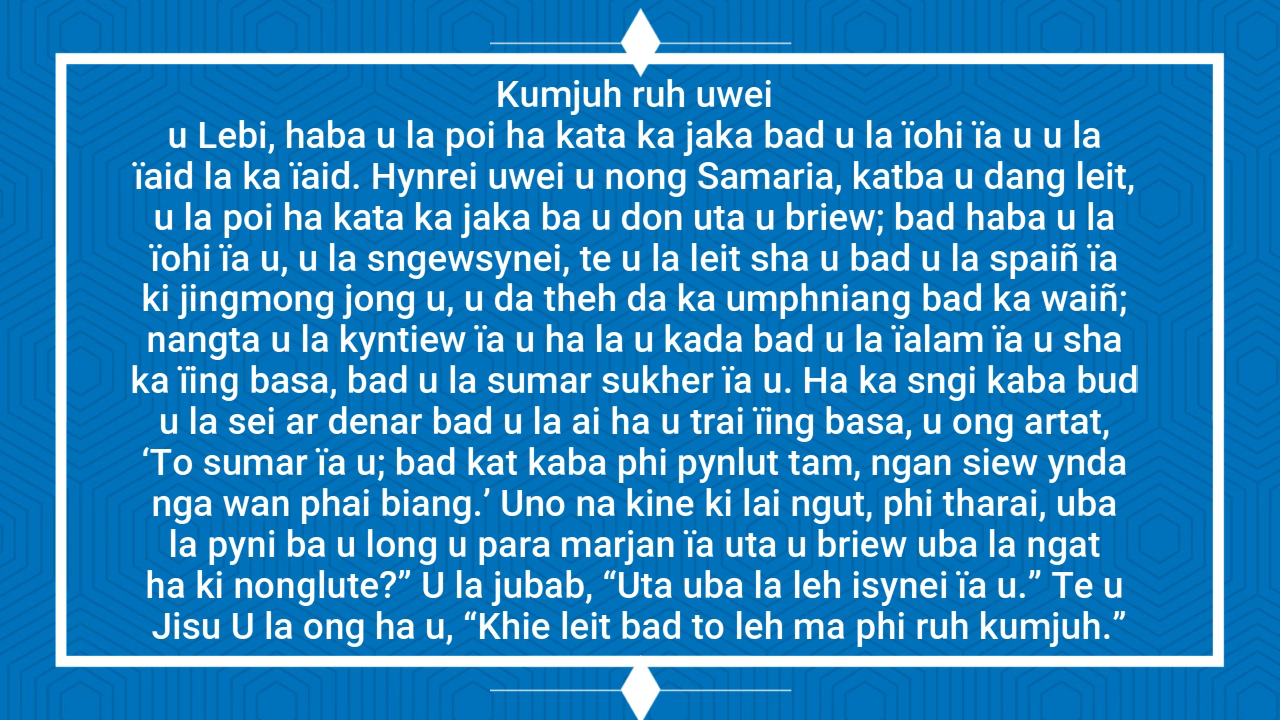 Kumjuh ruh uwei
u Lebi, haba u la poi ha kata ka jaka bad u la ïohi ïa u u la
ïaid la ka ïaid. Hynrei uwei u nong Samaria, katba u dang leit,
u la poi ha kata ka jaka ba u don uta u briew; bad haba u la
ïohi ïa u, u la sngewsynei, te u la leit sha u bad u la spaiñ ïa
ki jingmong jong u, u da theh da ka umphniang bad ka waiñ;
nangta u la kyntiew ïa u ha la u kada bad u la ïalam ïa u sha
ka ïing basa, bad u la sumar sukher ïa u. Ha ka sngi kaba bud
u la sei ar denar bad u la ai ha u trai ïing basa, u ong artat,
‘To sumar ïa u; bad kat kaba phi pynlut tam, ngan siew ynda
nga wan phai biang.’ Uno na kine ki lai ngut, phi tharai, uba
la pyni ba u long u para marjan ïa uta u briew uba la ngat
ha ki nonglute?” U la jubab, “Uta uba la leh isynei ïa u.” Te u
Jisu U la ong ha u, “Khie leit bad to leh ma phi ruh kumjuh.”